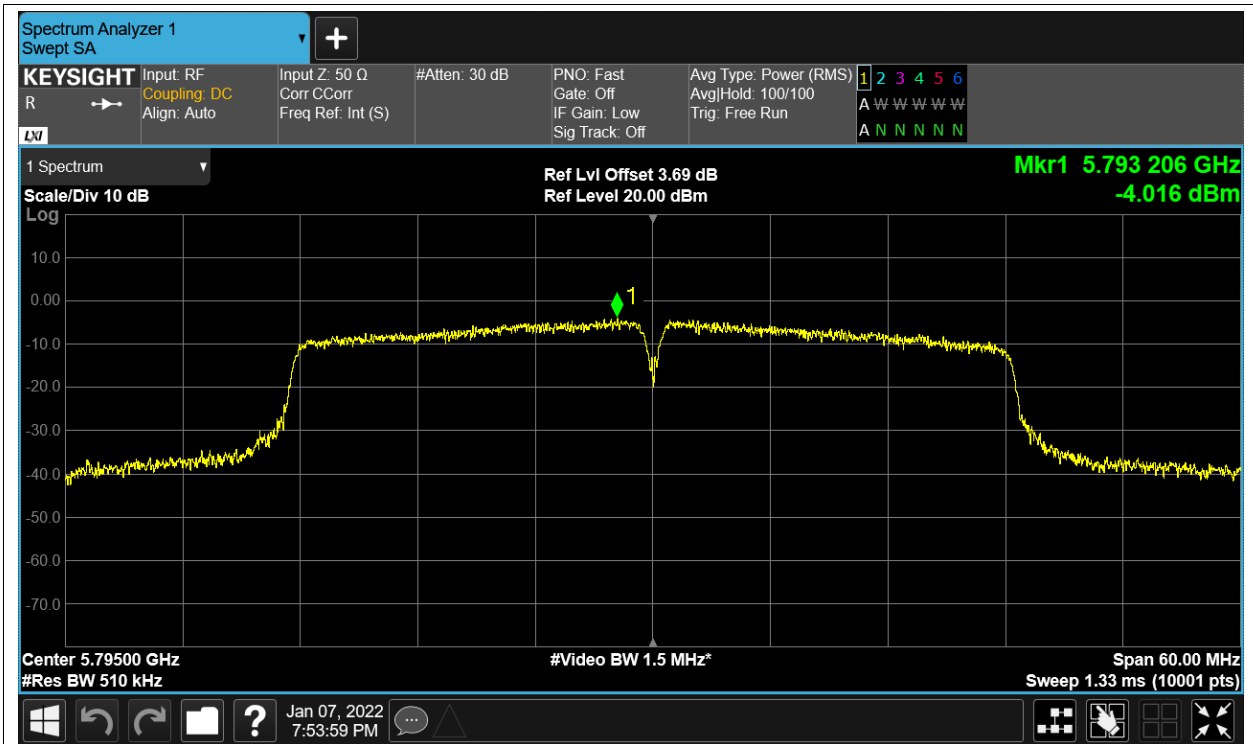 Spectrum Analyzer 1
Swept SA
KEYSIGHT
R
LXI
Input: RF
Coupling: DC
Align: Auto
Input Z: 50 Ω
Corr CCorr
Freq Ref: Int (S)
#Atten: 30 dB
PNO: Fast
Gate: Off
IF Gain: Low
Sig Track: Off
Avg Type: Power (RMS)
Avg|Hold: 100/100
Trig: Free Run
1 2 3 4 5 6
A W W W W W
A N N N N N
1 Spectrum
Scale/Div 10 dB
Log
Ref Lvl Offset 3.69 dB
Ref Level 20.00 dBm
Mkr1 5.793 206 GHz
-4.016 dBm
10.0
0.00
1
-10.0
-20.0
-30.0
-40.0
-50.0
-60.0
-70.0
Center 5.79500 GHz
#Res BW 510 kHz
#Video BW 1.5 MHz*
Span 60.00 MHz
Sweep 1.33 ms (10001 pts)
?
Jan 07, 2022
7:53:59 PM